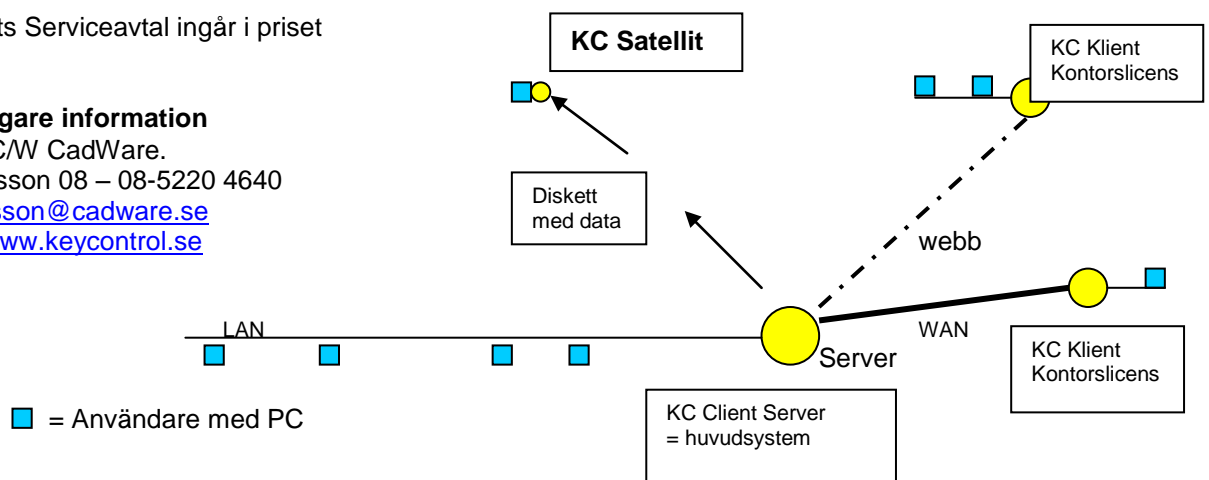 ts Serviceavtal ingår i priset
gare information
C/W CadWare.
sson 08 – 08-5220 4640
sson@cadware.se
ww.keycontrol.se
KC Satellit
KC Klient
Kontorslicens
Diskett
med data
webb
LAN
Server
WAN
KC Klient
Kontorslicens
KC Client Server
= huvudsystem
= Användare med PC